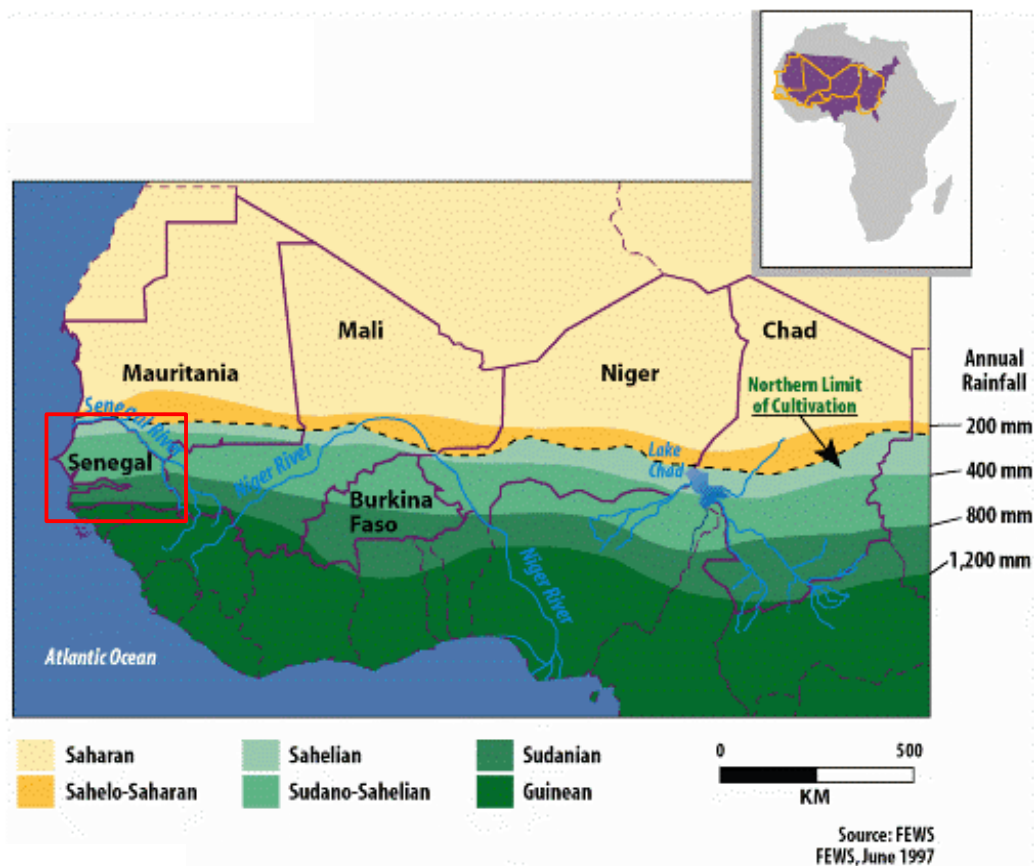 Mali
Chad
Mauritania
Niger
Northern Limit
of Cultivation
Annual
Rainfall
200 mm
Senegal River
Senegal
Niger River
Lake
Chad
400 mm
Burkina
Faso
800 mm
1,200 mm
Niger River
Atlantic Ocean
Saharan
Sahelian
Sudanian
0
500
Sahelo-Saharan
Sudano-Sahelian
Guinean
KM
Source: FEWS
FEWS, June 1997